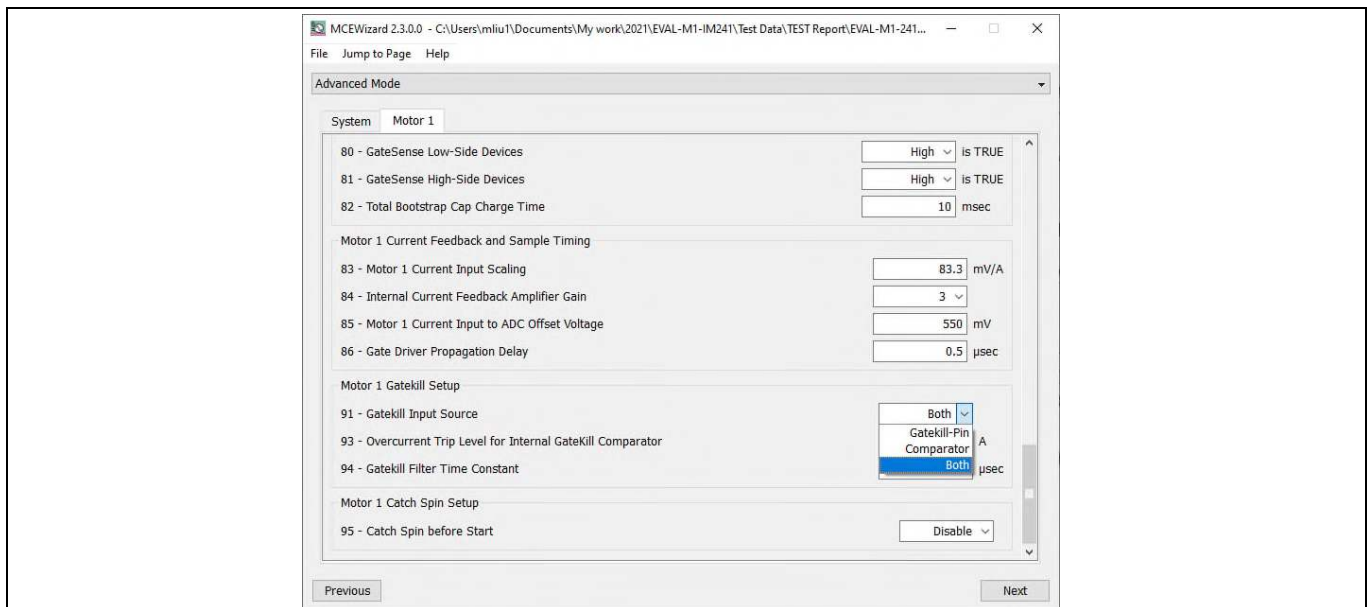 MCEWizard 2.3.0.0 - C:\Users\mliu1\Documents\My work\2021\EVAL-M1-IM241\Test Data\TEST Report\EVAL-M1-241...
File Jump to Page Help
Advanced Mode
System Motor 1
80 - GateSense Low-Side Devices High is TRUE
81 - GateSense High-Side Devices High is TRUE
82 - Total Bootstrap Cap Charge Time 10 msec
Motor 1 Current Feedback and Sample Timing
83 - Motor 1 Current Input Scaling 83.3 mV/A
84 - Internal Current Feedback Amplifier Gain 3
85 - Motor 1 Current Input to ADC Offset Voltage 550 mV
86 - Gate Driver Propagation Delay 0.5 µsec
Motor 1 Gatekill Setup
91 - Gatekill Input Source Both
Gatekill-Pin
93 - Overcurrent Trip Level for Internal GateKill Comparator A
Comparator
94 - Gatekill Filter Time Constant µsec
Both
Motor 1 Catch Spin Setup
95 - Catch Spin before Start Disable
Previous Next